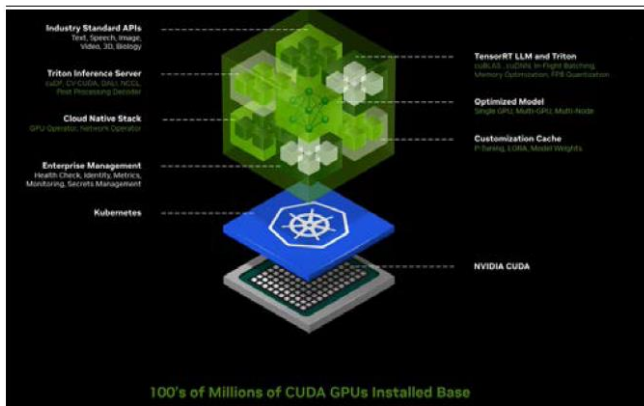 Industry Standard APIs
Text, Speech, Image,
Video, 3D, Biology
Triton Inference Server
cuDF, CV-CUDA, DALI, NCCL,
Post Processing Decoder
Cloud Native Stack
GPU Operator, Network Operator
Enterprise Management
Health Check, Identity, Metrics,
Monitoring, Secrets Management
Kubernetes
TensorRT LLM and Triton
cuBLAS, cuDNN, In-Flight Batching,
Memory Optimization, FP8 Quantization
Optimized Model
Single GPU, Multi-GPU, Multi-Node
Customization Cache
P-Tuning, LORA, Model Weights
NVIDIA CUDA
100's of Millions of CUDA GPUs Installed Base